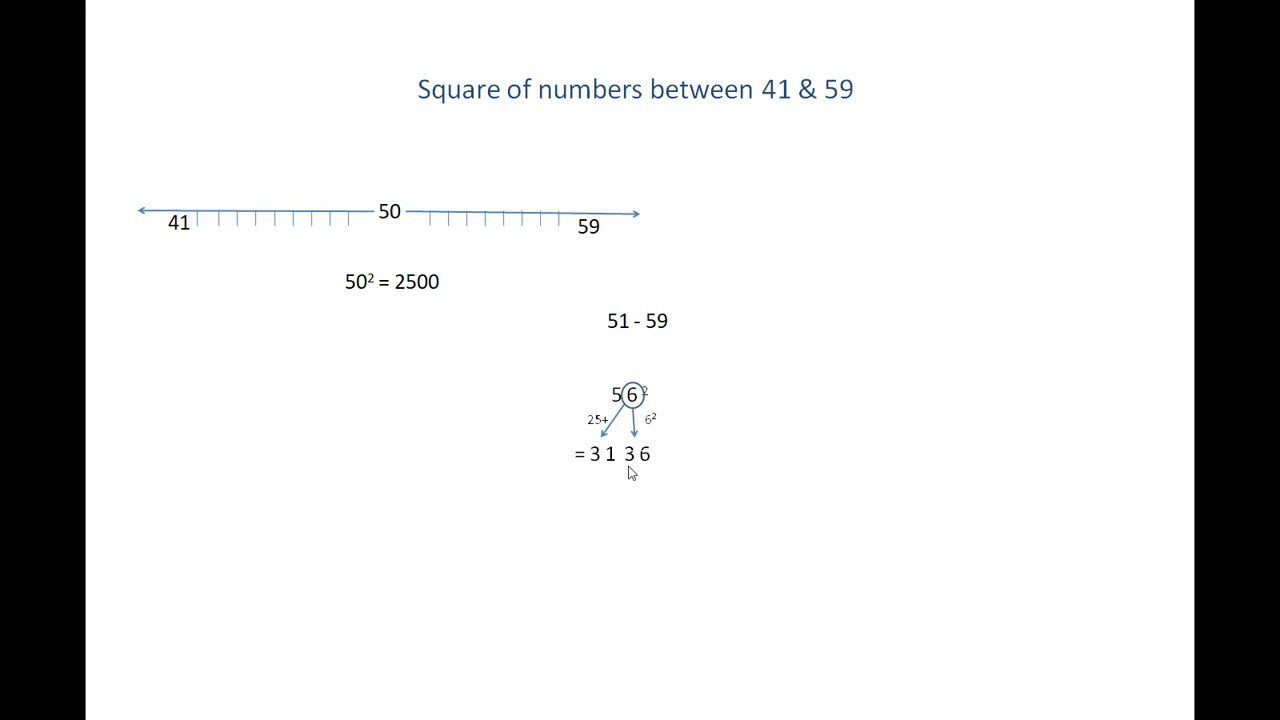 Square of numbers between 41 & 59
41 50 59
50² = 2500
51 - 59
56²
25+ 6²
= 3 1 3 6